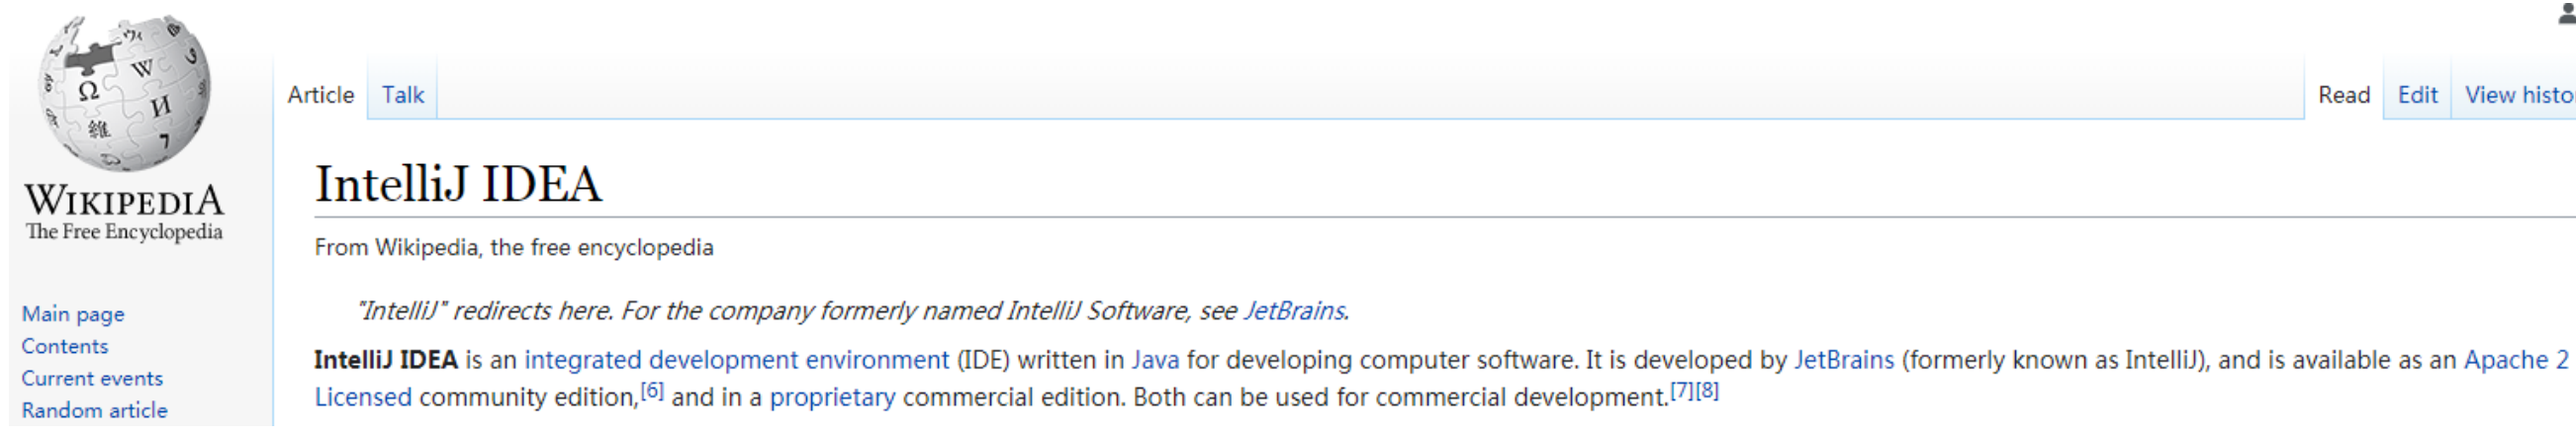 Article Talk Read Edit View histo
WIKIPEDIA
The Free Encyclopedia
IntelliJ IDEA
From Wikipedia, the free encyclopedia
"IntelliJ" redirects here. For the company formerly named IntelliJ Software, see JetBrains.
Main page
Contents
Current events
Random article
IntelliJ IDEA is an integrated development environment (IDE) written in Java for developing computer software. It is developed by JetBrains (formerly known as IntelliJ), and is available as an Apache 2
Licensed community edition,[6] and in a proprietary commercial edition. Both can be used for commercial development.[7][8]